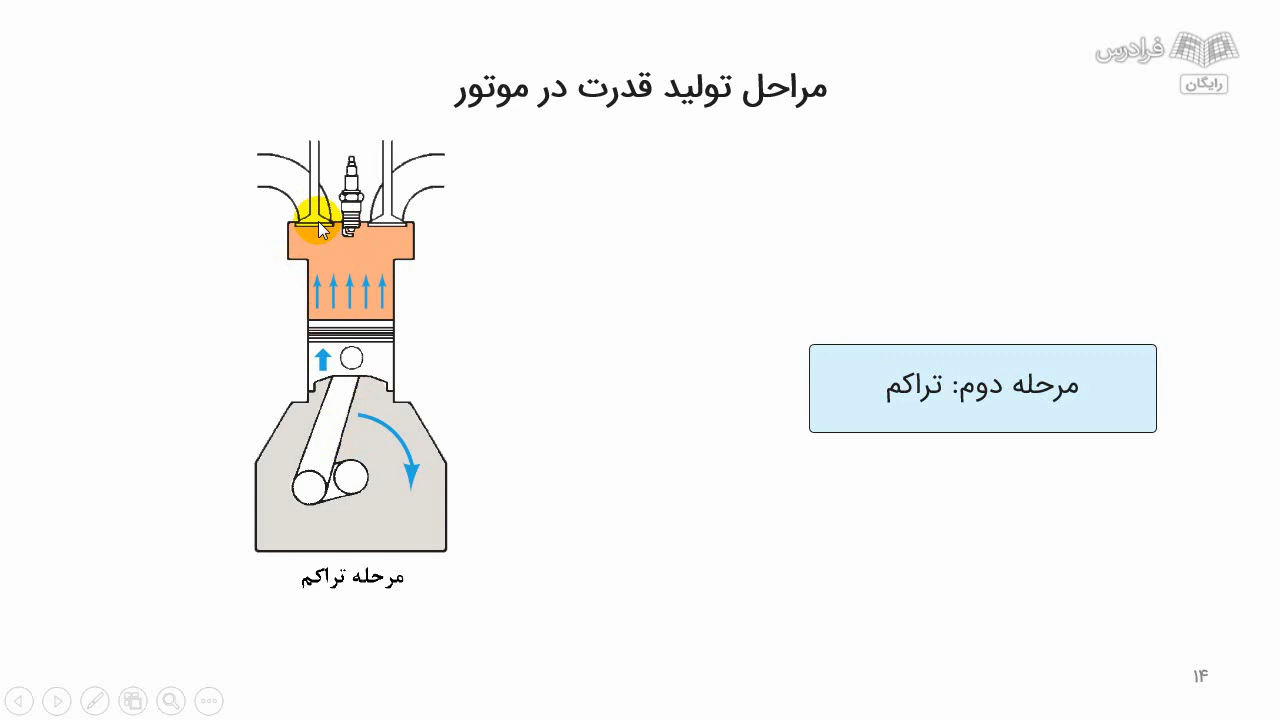 فرادرس
رایگان
مراحل تولید قدرت در موتور
مرحله دوم: تراکم
مرحله تراکم
۱۴